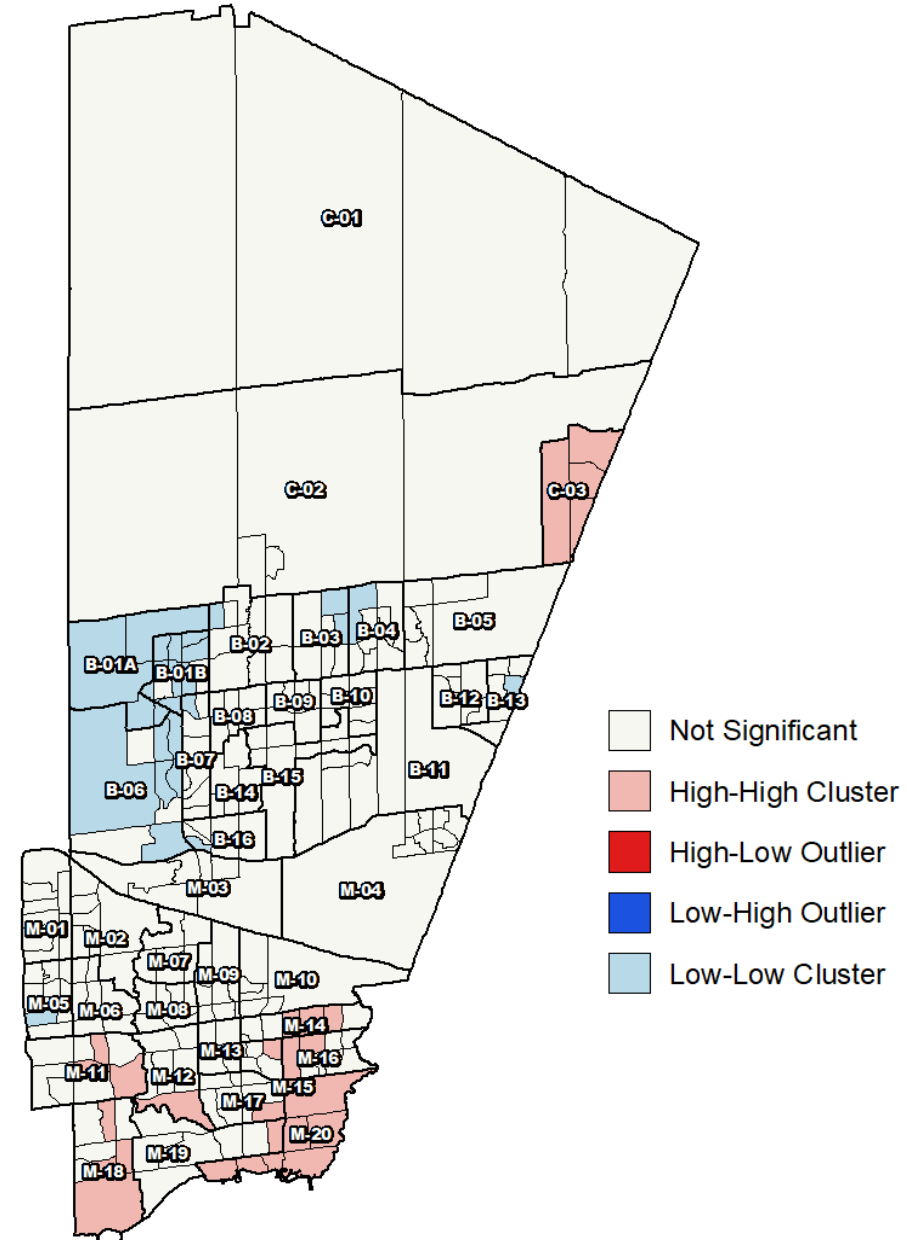 C-01
C-02
C-03
B-01A
B-01B
B-02
B-03
B-04
B-05
B-06
B-07
B-08
B-09
B-10
B-11
B-12
B-13
B-14
B-15
B-16
M-01
M-02
M-03
M-04
M-05
M-06
M-07
M-08
M-09
M-10
M-11
M-12
M-13
M-14
M-15
M-16
M-17
M-18
M-19
M-20
Not Significant
High-High Cluster
High-Low Outlier
Low-High Outlier
Low-Low Cluster